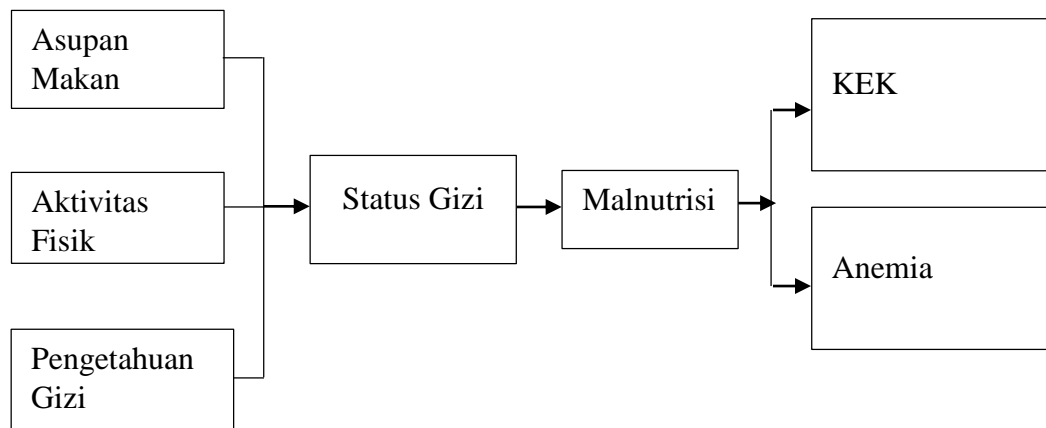 Asupan
Makan
Aktivitas
Fisik
Pengetahuan
Gizi
Status Gizi
Malnutrisi
KEK
Anemia